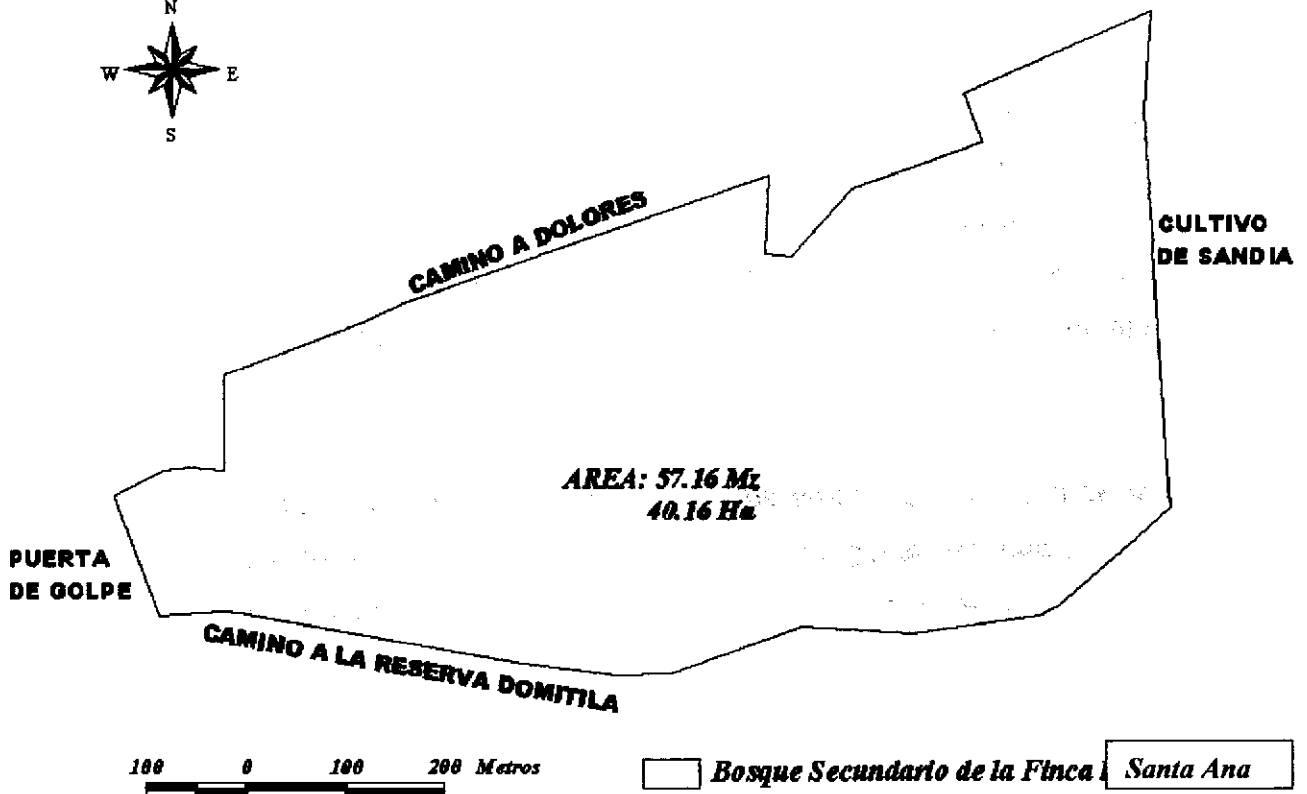 N
W E
S
CAMINO A DOLORES
CULTIVO
DE SANDIA
AREA: 57.16 Mz
40.16 Ha
PUERTA
DE GOLPE
CAMINO A LA RESERVA DOMITILA
100 0 100 200 Metros
Bosque Secundario de la Finca Santa Ana